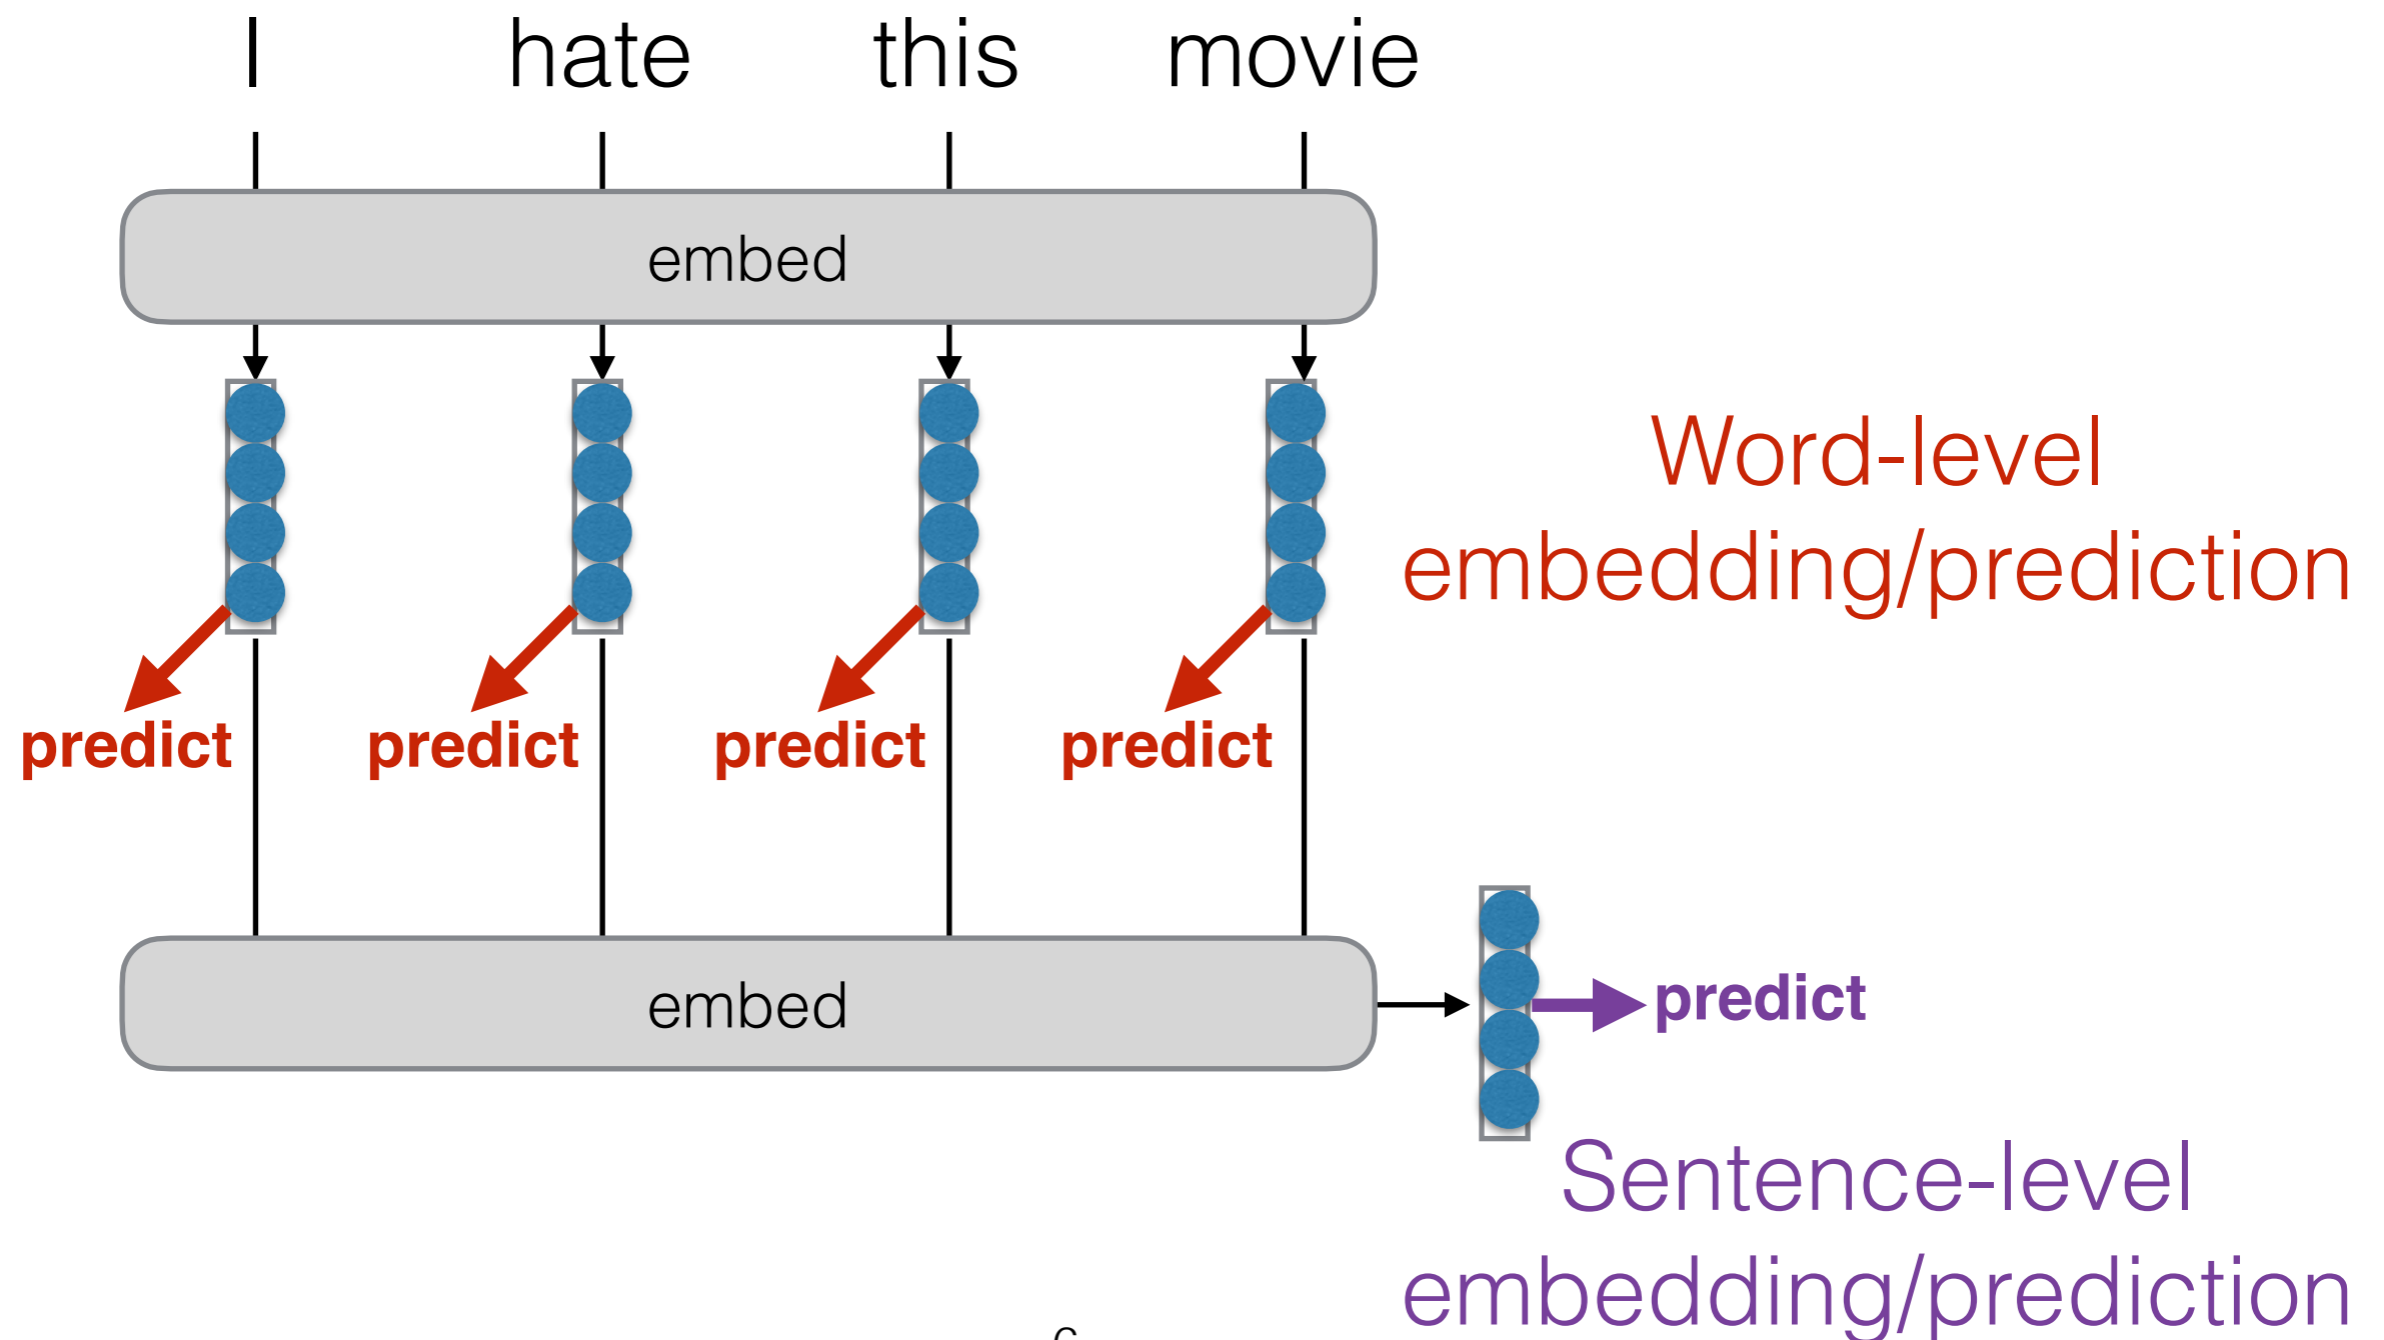 I hate this movie
embed
Word-level
embedding/prediction
predict predict predict predict
embed
predict
Sentence-level
embedding/prediction